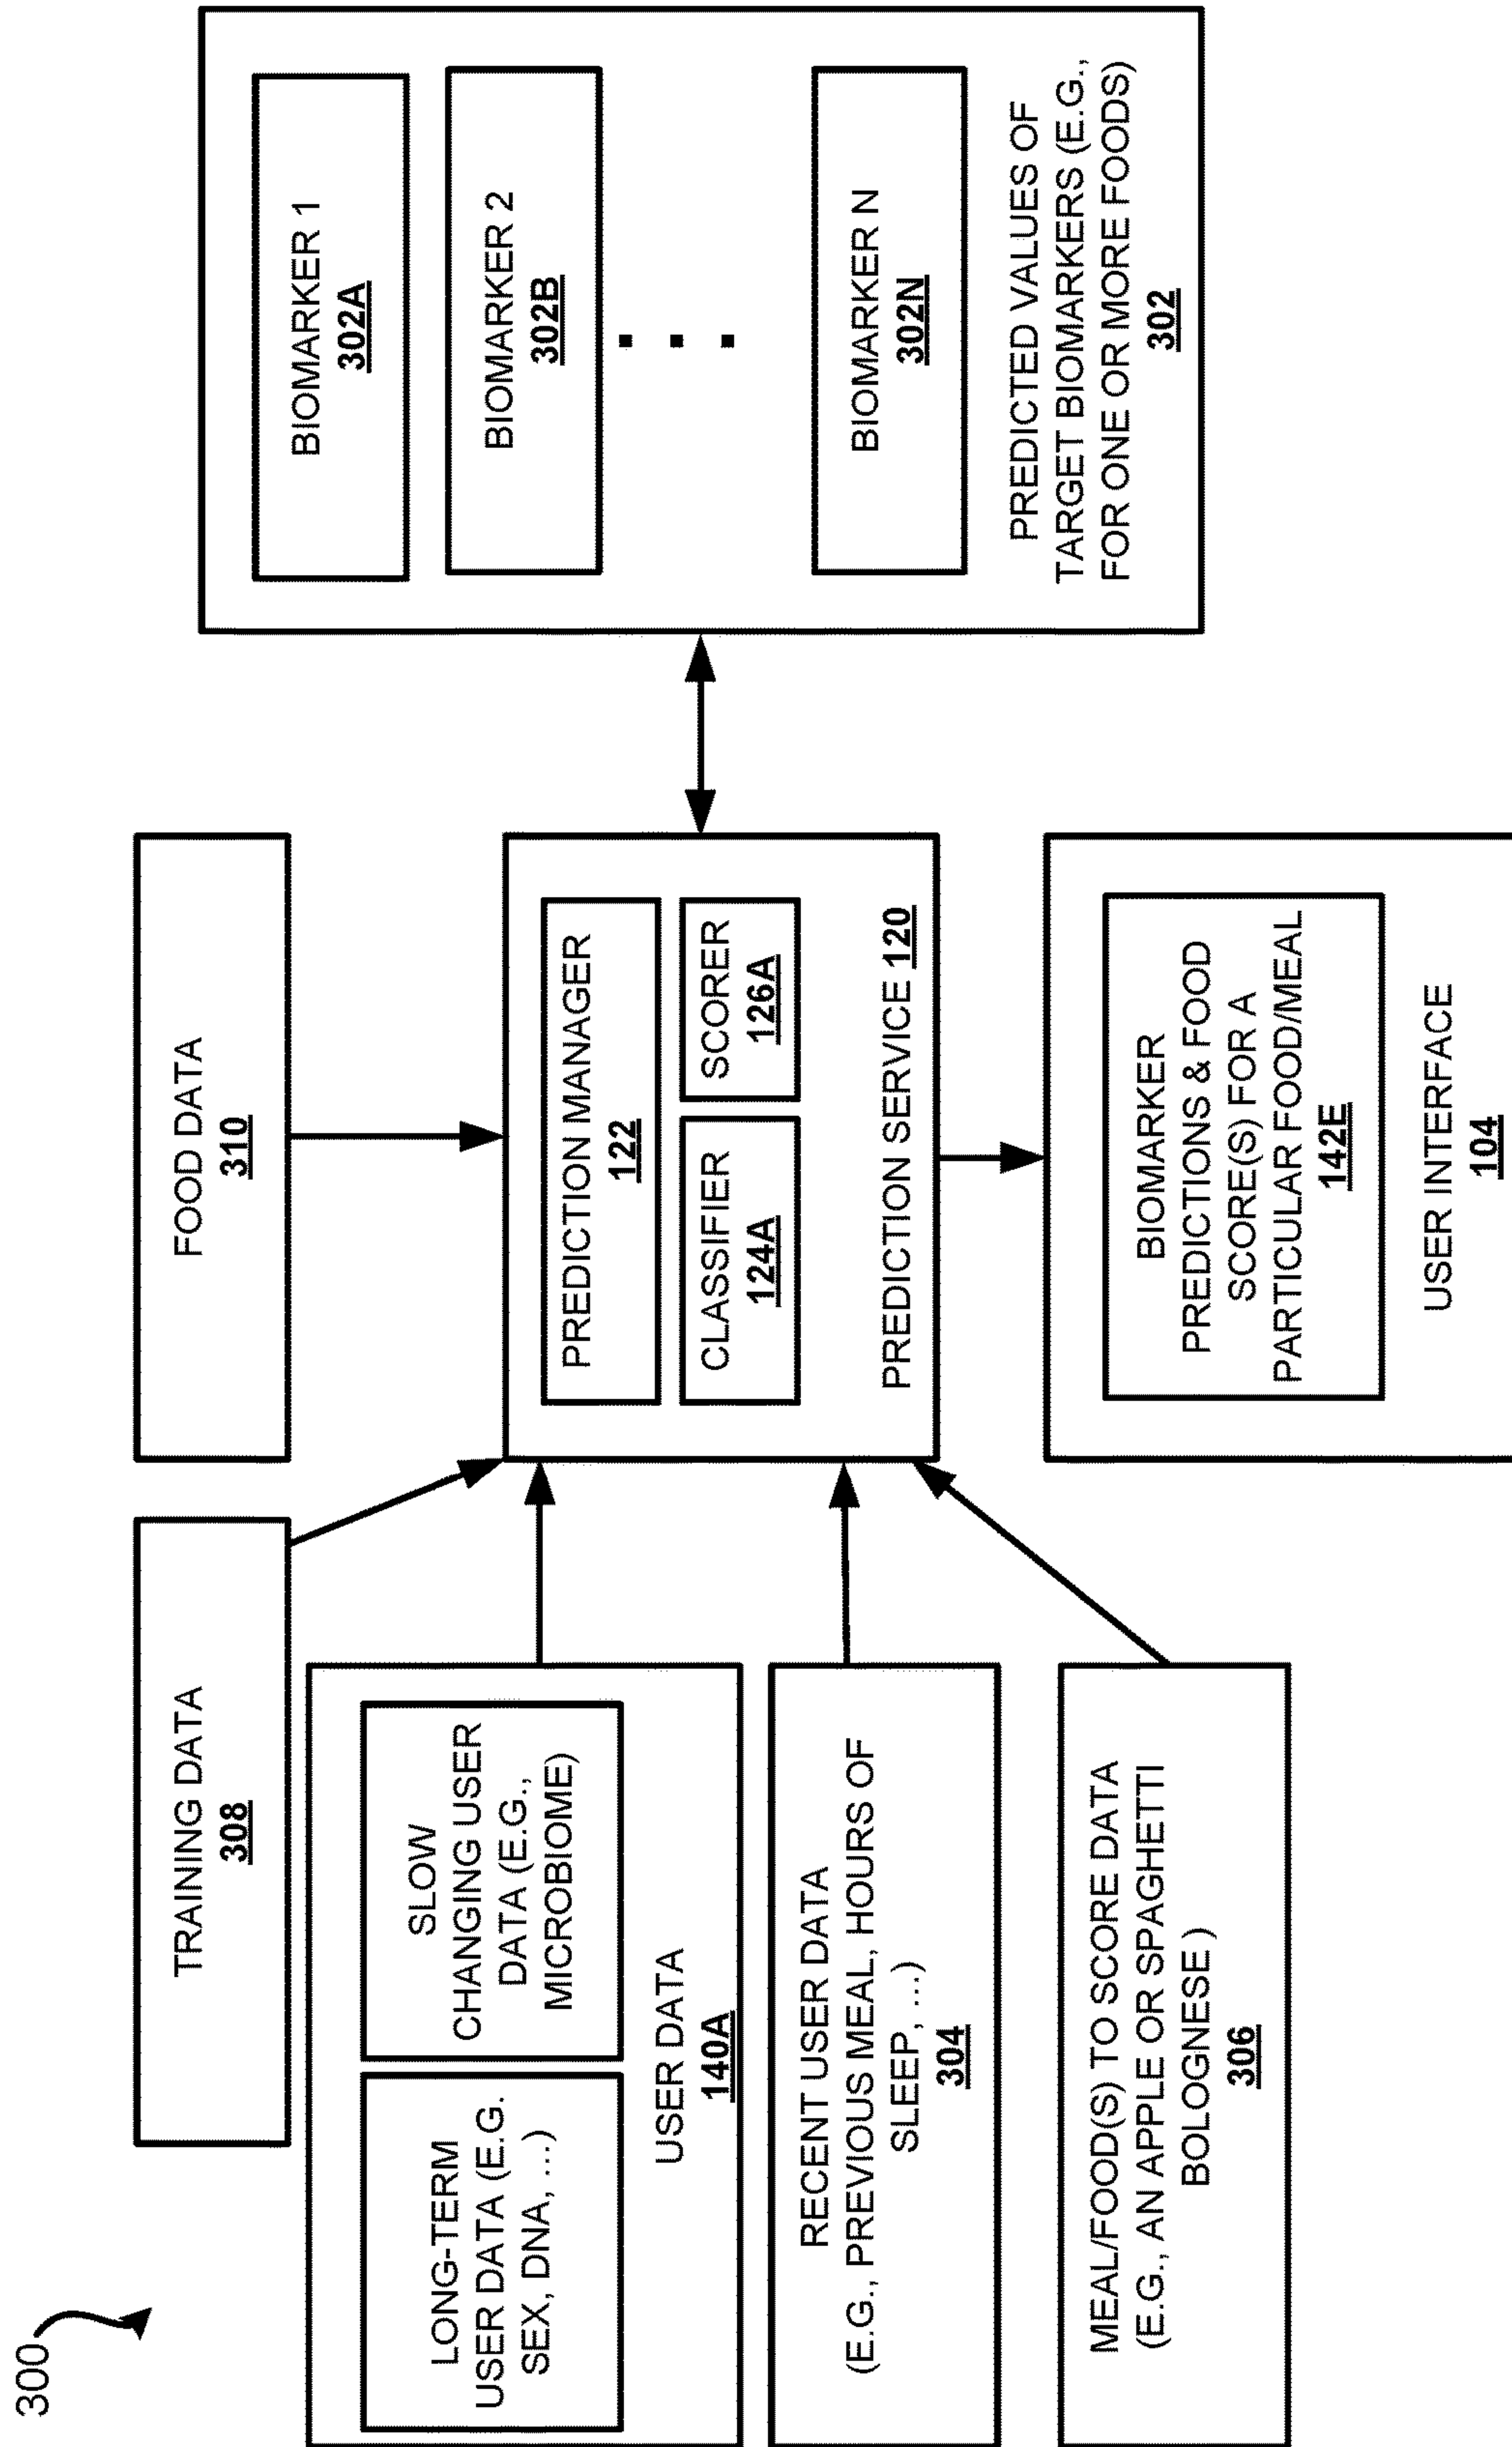 300
TRAINING DATA
308
FOOD DATA
310
LONG-TERM
USER DATA (E.G.
SEX, DNA, ...)
SLOW
CHANGING USER
DATA (E.G.,
MICROBIOME)
USER DATA
140A
RECENT USER DATA
(E.G., PREVIOUS MEAL, HOURS OF
SLEEP, ...)
304
MEAL/FOOD(S) TO SCORE DATA
(E.G., AN APPLE OR SPAGHETTI
BOLOGNESE )
306
PREDICTION MANAGER
122
CLASSIFIER
124A
SCORER
126A
PREDICTION SERVICE 120
BIOMARKER
PREDICTIONS & FOOD
SCORE(S) FOR A
PARTICULAR FOOD/MEAL
142E
USER INTERFACE
104
BIOMARKER 1
302A
BIOMARKER 2
302B
. . .
BIOMARKER N
302N
PREDICTED VALUES OF
TARGET BIOMARKERS (E.G.,
FOR ONE OR MORE FOODS)
302